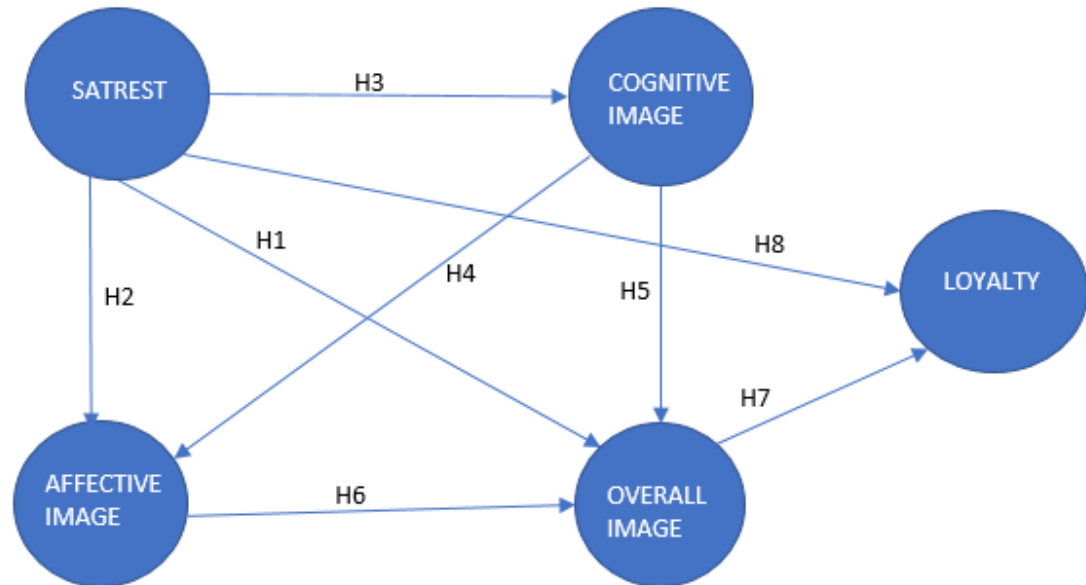 SATREST
H3
COGNITIVE
IMAGE
H1
H8
H2
H4
H5
LOYALTY
H7
AFFECTIVE
IMAGE
H6
OVERALL
IMAGE